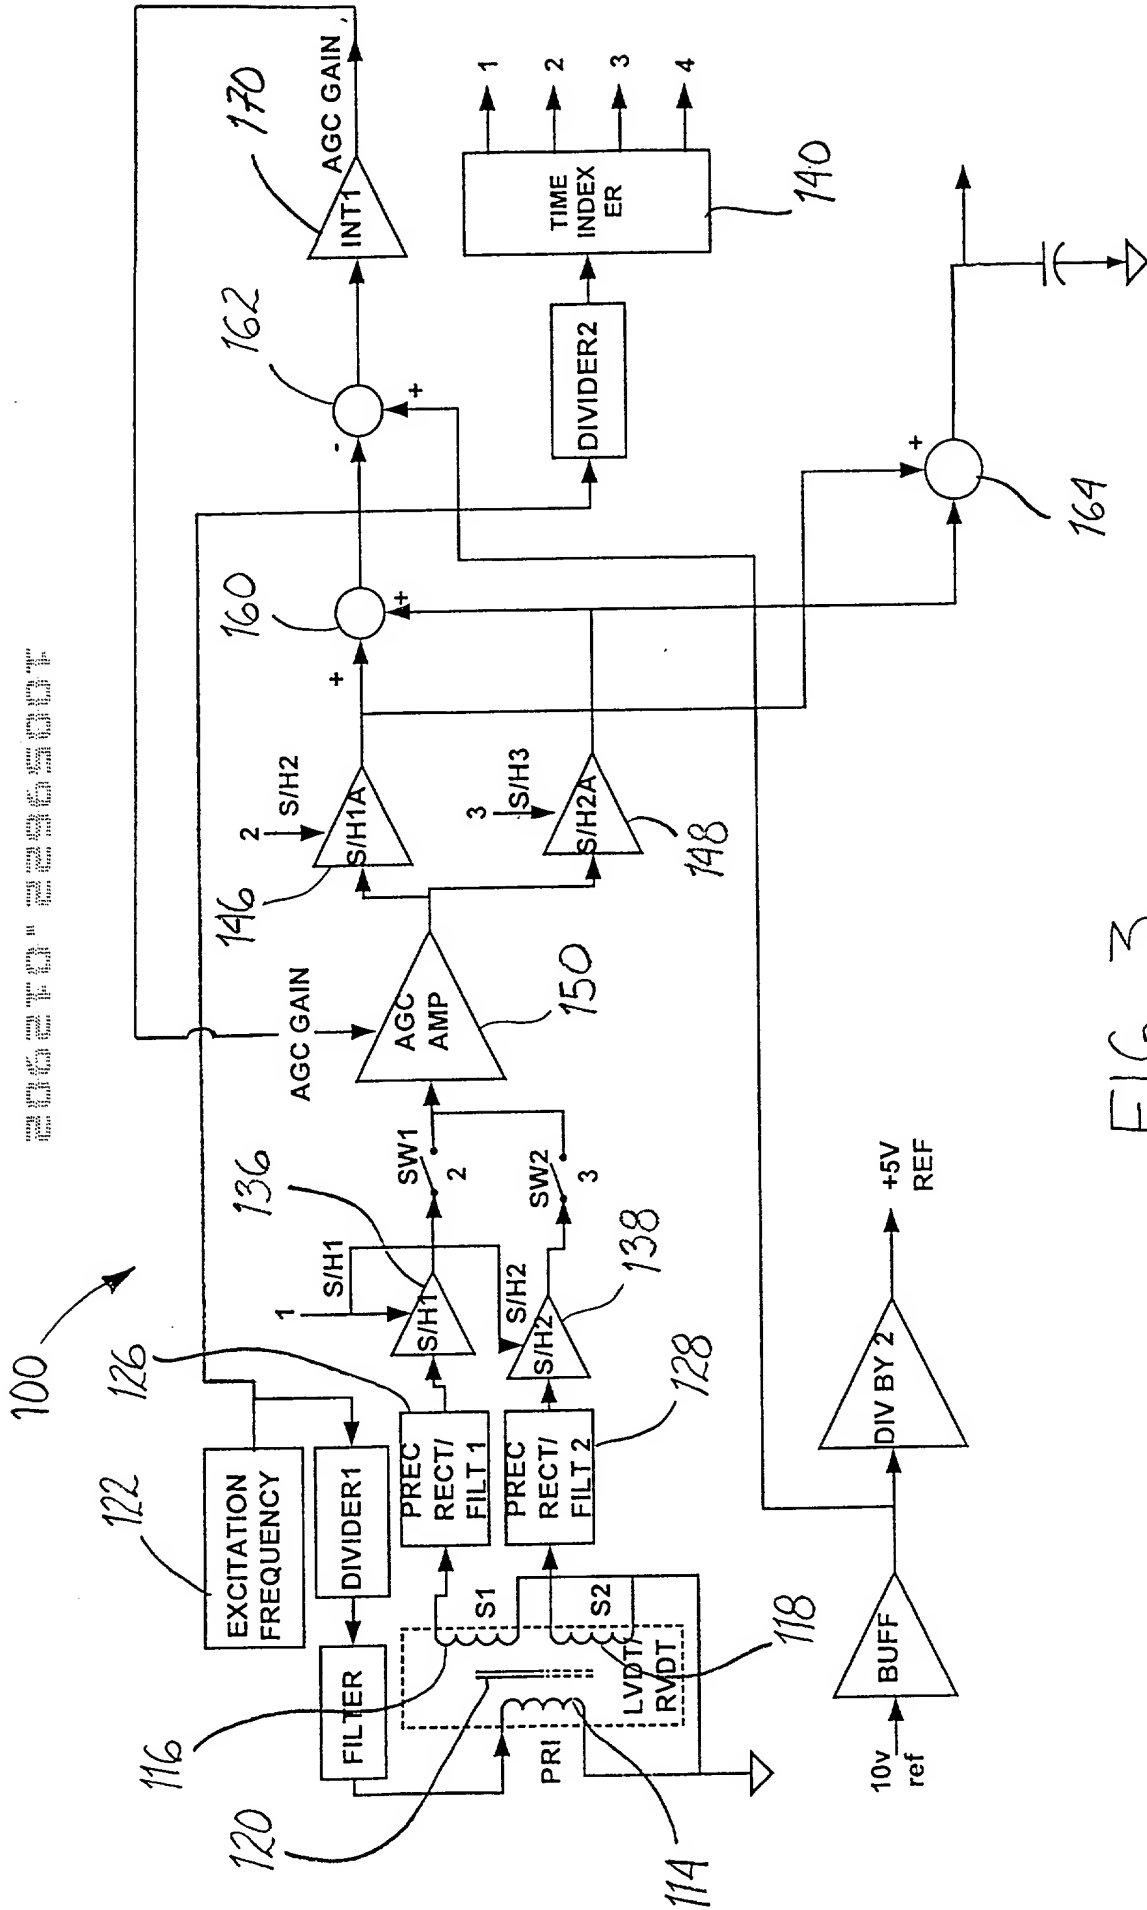 10059622.012902
100
122
EXCITATION
FREQUENCY
DIVIDER1
FILTER
126
PREC
RECT/
FILT 1
PREC
RECT/
FILT 2
128
116
120
114
118
PRI
S1
S2
LVDT/
RVDT
1
S/H1
S/H1
136
S/H2
S/H2
138
SW1
2
SW2
3
AGC GAIN
AGC
AMP
150
146
2
S/H2
S/H1A
3
S/H3
S/H2A
148
160
+
+
162
-
+
INT1
170
AGC GAIN
DIVIDER2
TIME
INDEX
ER
140
1
2
3
4
+
164
10v
ref
BUFF
DIV BY 2
+5V
REF
FIG 3